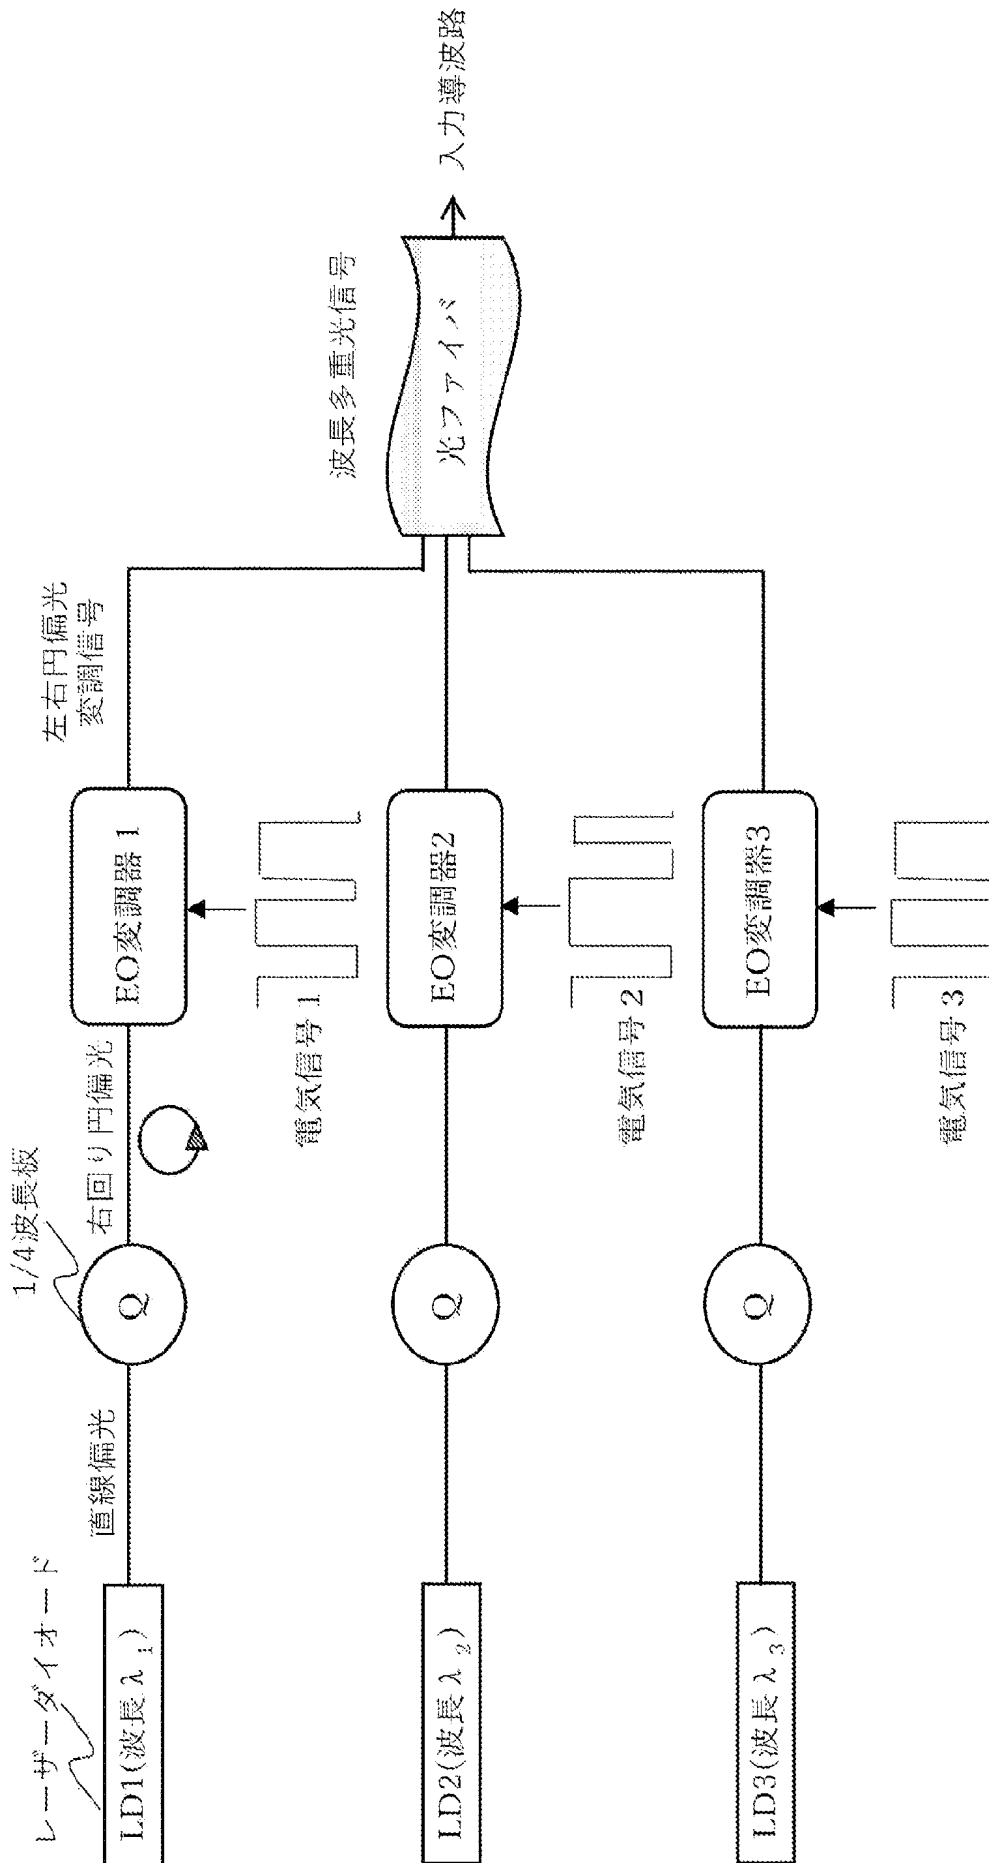 レーザーダイオード
LD1(波長λ1)
直線偏光
1/4波長板
Q
右回り円偏光
EO変調器1
電気信号1
左右円偏光
変調信号
LD2(波長λ2)
Q
EO変調器2
電気信号2
LD3(波長λ3)
Q
EO変調器3
電気信号3
波長多重光信号
光ファイバ
入力導波路